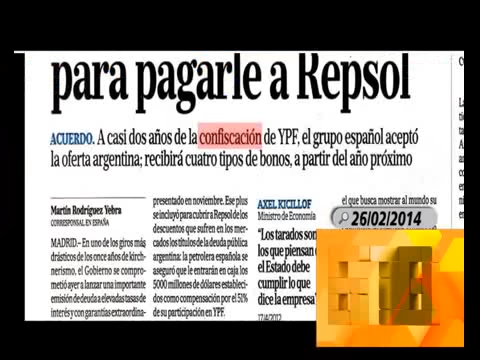 para pagarle a Repsol
ACUERDO. A casi dos años de la confiscación de YPF, el grupo español aceptó
la oferta argentina; recibirá cuatro tipos de bonos, a partir del año próximo
Martín Rodríguez Yebra
CORRESPONSAL EN ESPAÑA
MADRID.– En uno de los giros más
drásticos de los once años de kirch-
nerismo, el Gobierno se compro-
metió ayer a lanzar una importante
emisión de deuda a elevadas tasas de
interés y con garantías extraordina-
presentado en noviembre. Ese plus
se incluyó para cubrir a Repsol de los
descuentos que sufren en los mer-
cados los títulos de la deuda pública
argentina: la petrolera española se
aseguró que le entrarán en caja los
5000 millones de dólares estableci-
dos como compensación por el 51%
de su participación en YPF.
AXEL KICILLOF
Ministro de Economía
"Los tarados son
los que piensan que
el Estado debe
cumplir lo que
dice la empresa"
17/4/2012
el que busca mostrar al mundo su
26/02/2014